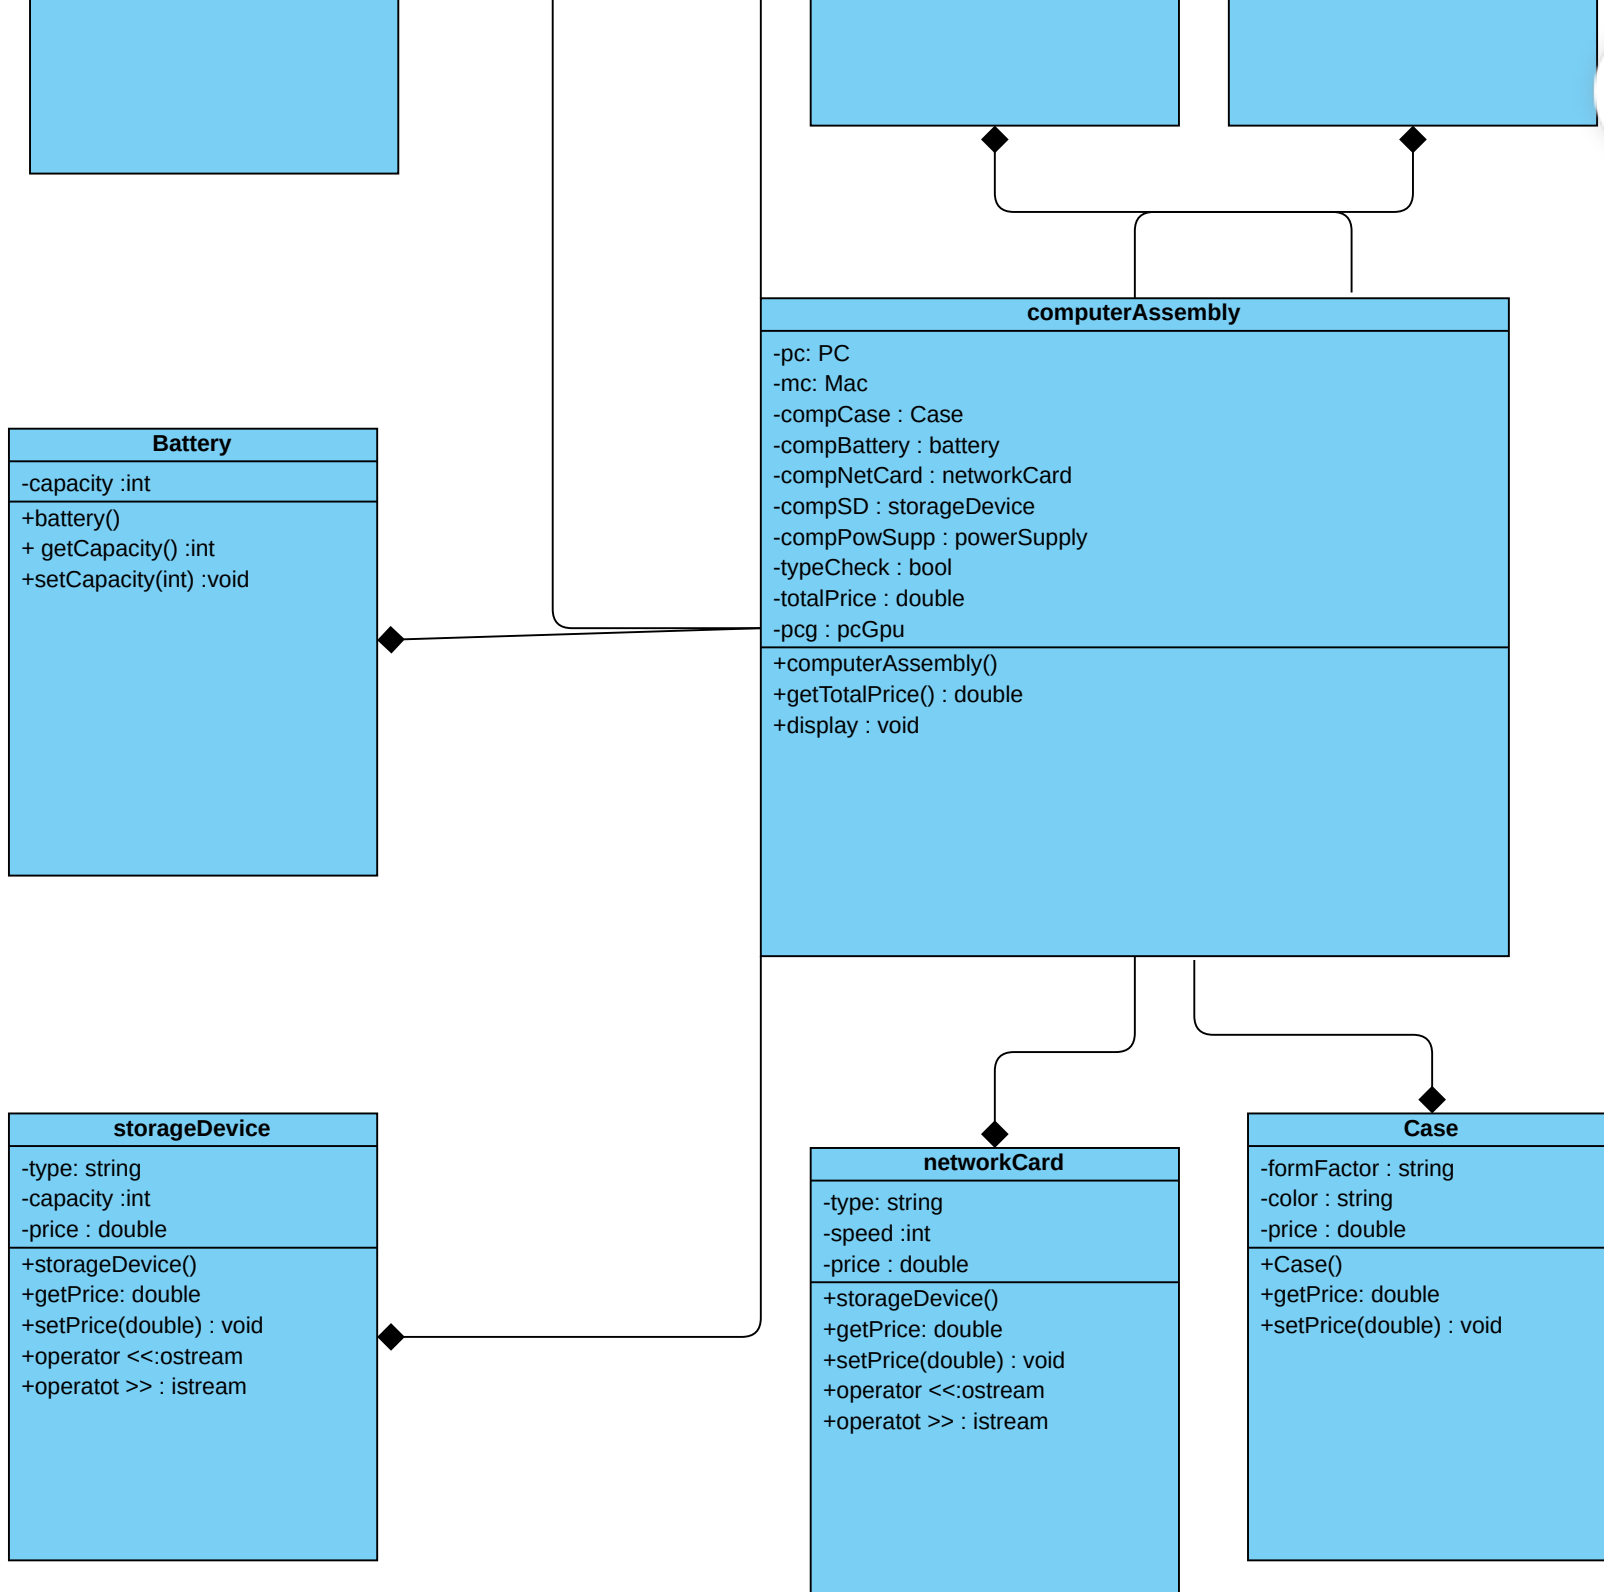 computerAssembly
-pc: PC
-mc: Mac
-compCase : Case
-compBattery : battery
-compNetCard : networkCard
-compSD : storageDevice
-compPowSupp : powerSupply
-typeCheck : bool
-totalPrice : double
-pcg : pcGpu
+computerAssembly()
+getTotalPrice() : double
+display : void
Battery
-capacity :int
+battery()
+ getCapacity() :int
+setCapacity(int) :void
storageDevice
-type: string
-capacity :int
-price : double
+storageDevice()
+getPrice: double
+setPrice(double) : void
+operator <<:ostream
+operatot >> : istream
networkCard
-type: string
-speed :int
-price : double
+storageDevice()
+getPrice: double
+setPrice(double) : void
+operator <<:ostream
+operatot >> : istream
Case
-formFactor : string
-color : string
-price : double
+Case()
+getPrice: double
+setPrice(double) : void